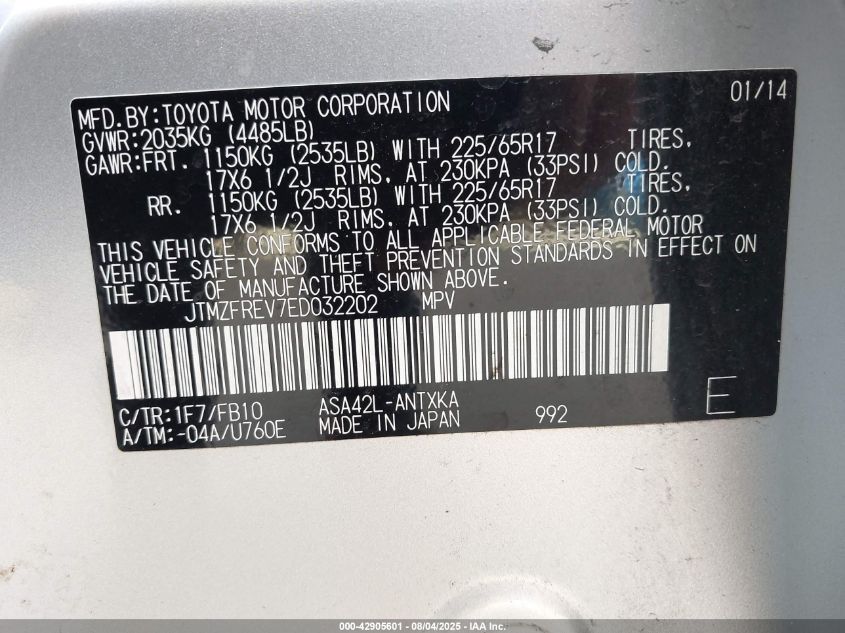 MFD.BY:TOYOTA MOTOR CORPORATION 01/14
GVWR:2035KG (4485LB)
GAWR:FRT. 1150KG (2535LB) WITH 225/65R17 TIRES,
17X6 1/2J RIMS, AT 230KPA (33PSI) COLD.
RR. 1150KG (2535LB) WITH 225/65R17 TIRES,
17X6 1/2J RIMS, AT 230KPA (33PSI) COLD.
THIS VEHICLE CONFORMS TO ALL APPLICABLE FEDERAL MOTOR
VEHICLE SAFETY AND THEFT PREVENTION STANDARDS IN EFFECT ON
THE DATE OF MANUFACTURE SHOWN ABOVE.
JTMZFREV7ED032202 MPV
C/TR:1F7/FB10 ASA42L-ANTXKA
A/TM:-04A/U760E MADE IN JAPAN 992 E
000-42905601 - 08/04/2025 - IAA Inc.